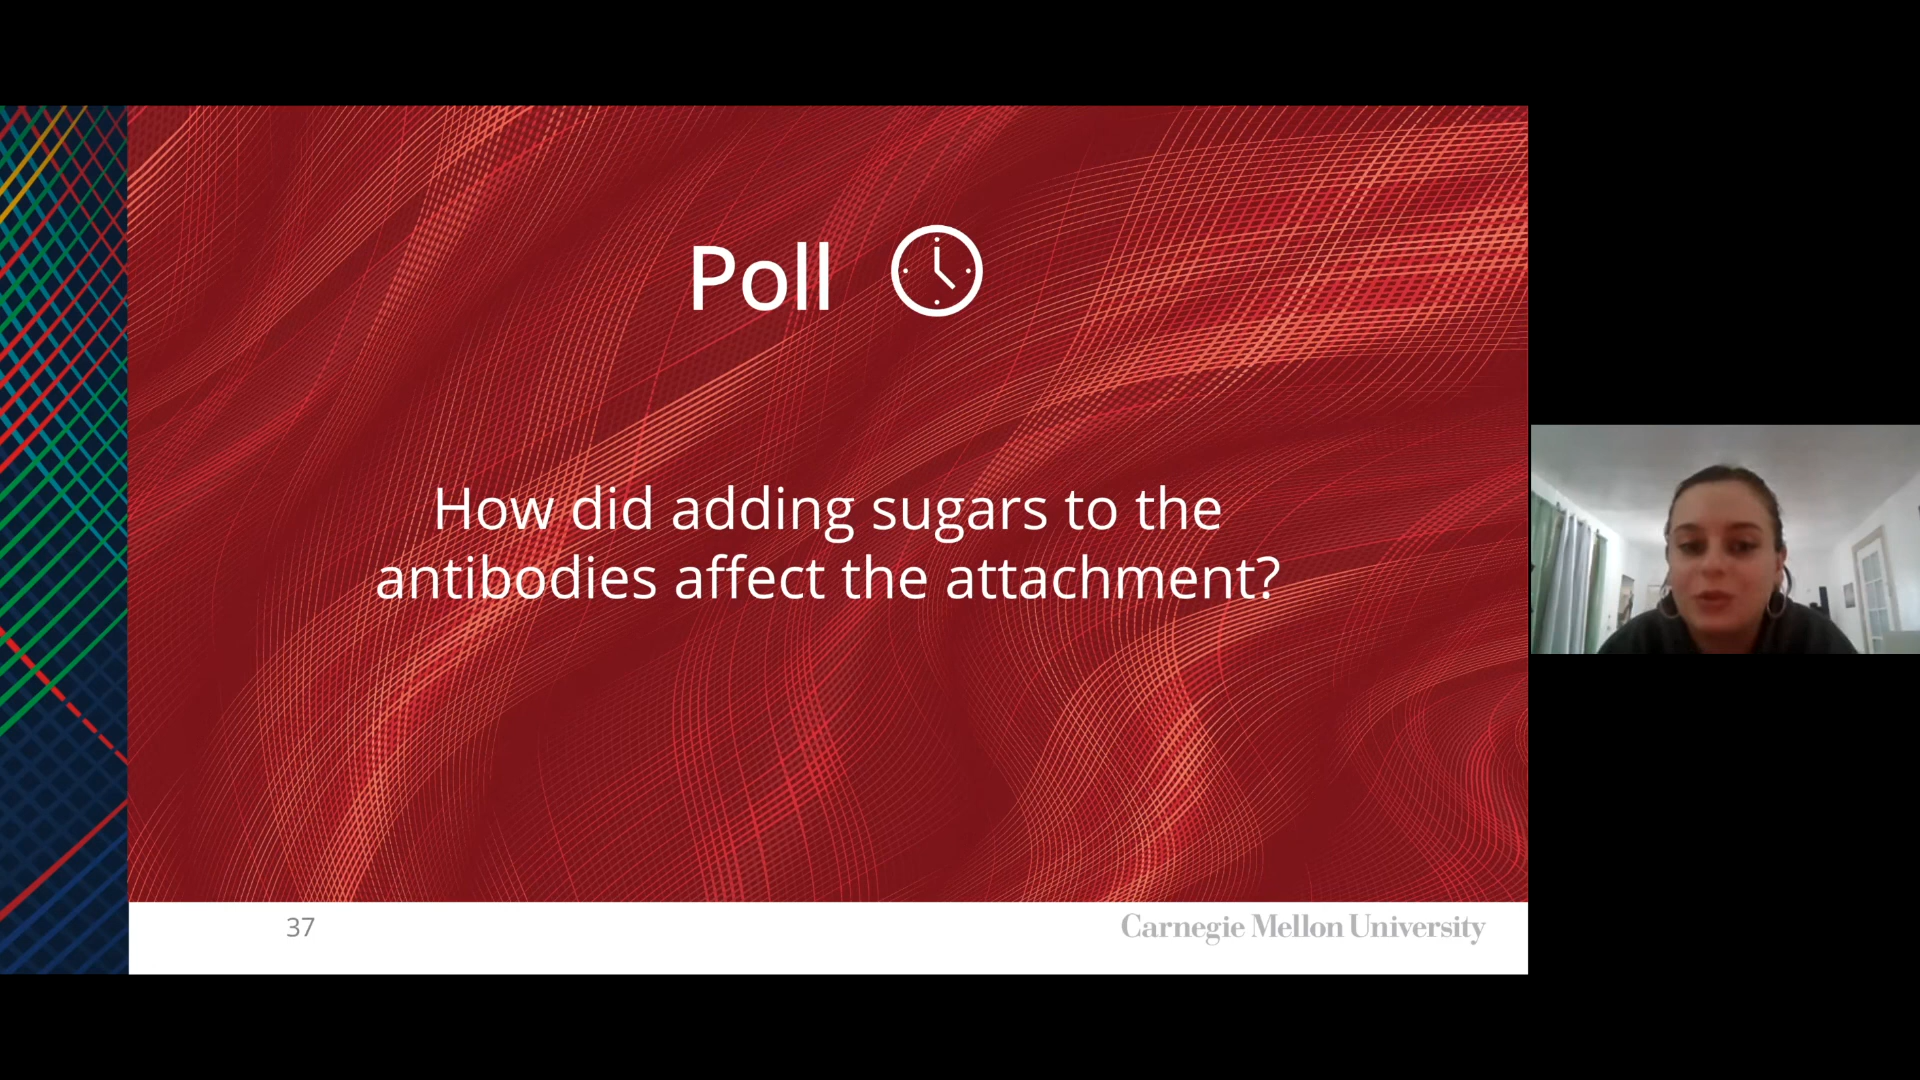 Poll
How did adding sugars to the
antibodies affect the attachment?
37
Carnegie Mellon University